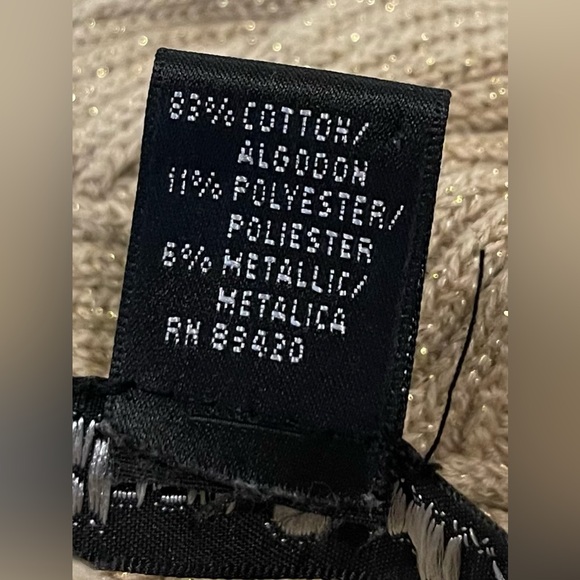 83% COTTON/
ALGODON
11% POLYESTER/
POLIESTER
6% METALLIC/
METALICA
RN 83420